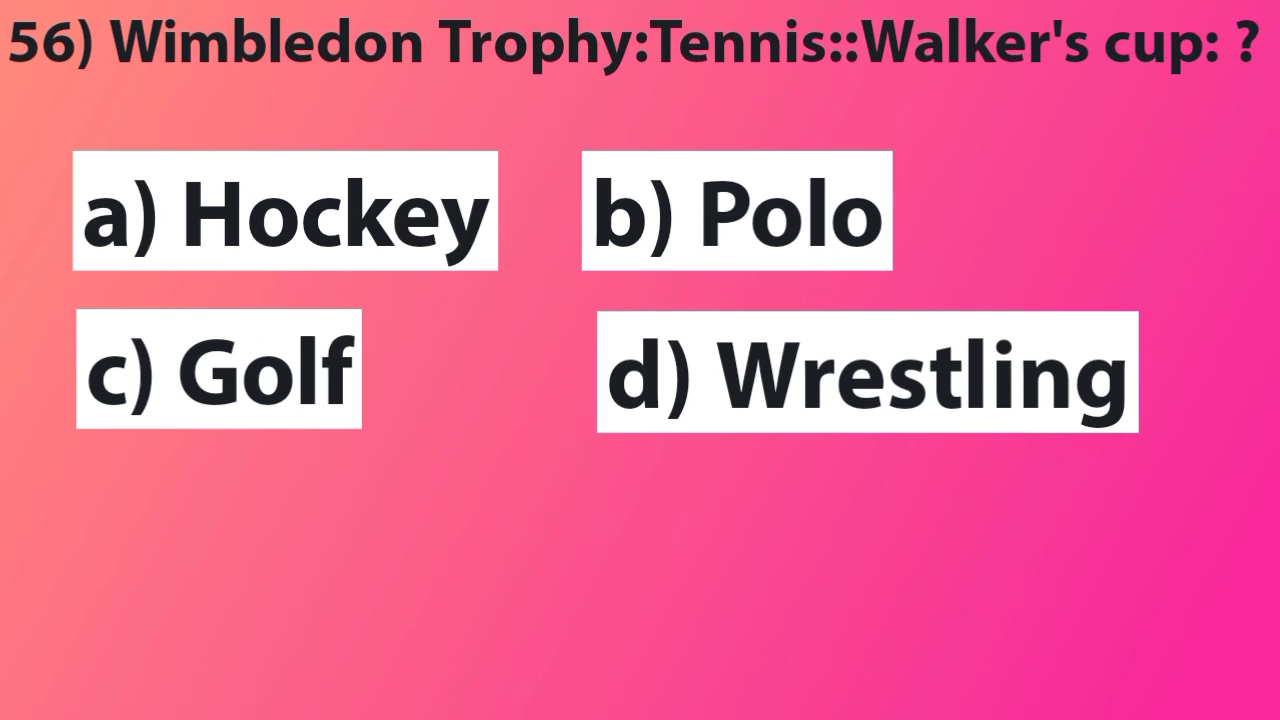 56) Wimbledon Trophy:Tennis::Walker's cup: ?
a) Hockey
b) Polo
c) Golf
d) Wrestling